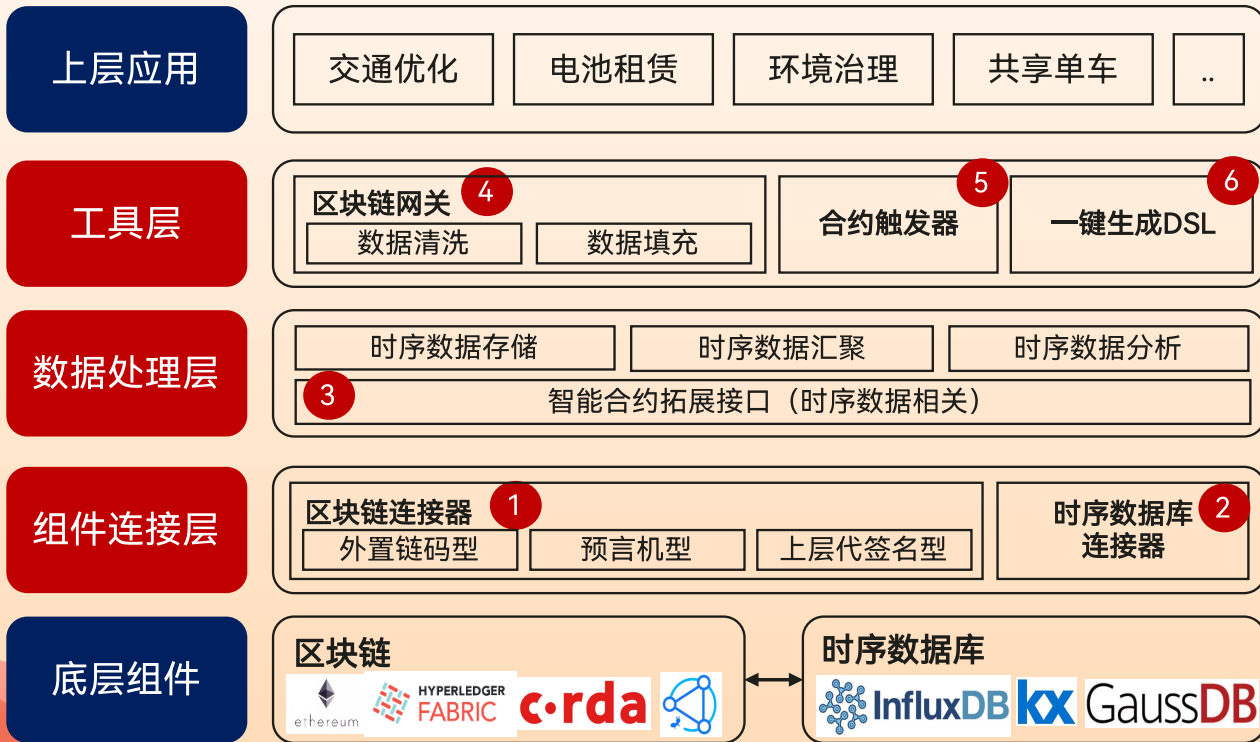 上层应用
交通优化
电池租赁
环境治理
共享单车
..
工具层
区块链网关
4
数据清洗
数据填充
合约触发器
5
一键生成DSL
6
数据处理层
时序数据存储
时序数据汇聚
时序数据分析
3
智能合约拓展接口（时序数据相关）
组件连接层
区块链连接器
1
外置链码型
预言机型
上层代签名型
时序数据库
连接器
2
底层组件
区块链
ethereum
HYPERLEDGER
FABRIC
c·rda
时序数据库
InfluxDB
kx
GaussDB